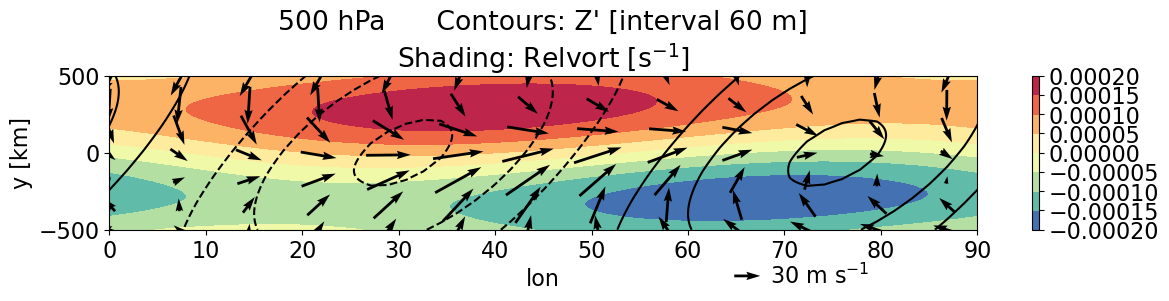 500 hPa      Contours: Z' [interval 60 m]
Shading: Relvort [s⁻¹]
y [km]
500
0
−500
0 10 20 30 40 50 60 70 80 90
lon
30 m s⁻¹
0.00020
0.00015
0.00010
0.00005
0.00000
−0.00005
−0.00010
−0.00015
−0.00020